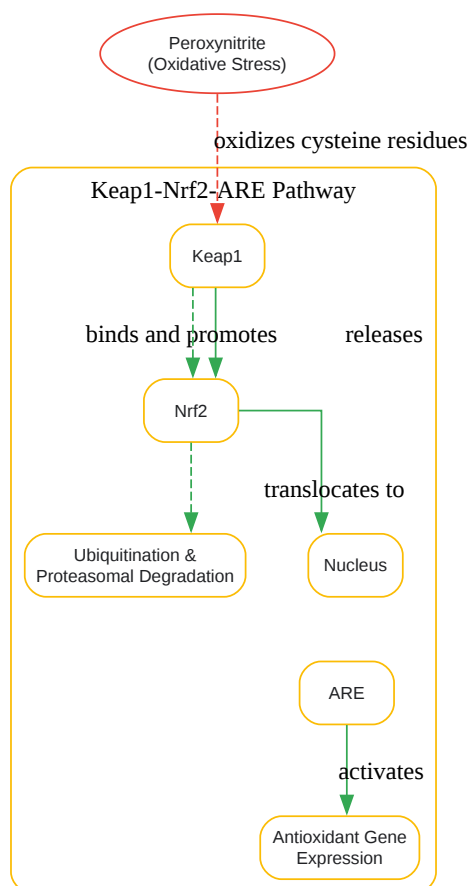 Peroxynitrite
(Oxidative Stress)
oxidizes cysteine residues
Keap1-Nrf2-ARE Pathway
Keap1
binds and promotes
releases
Nrf2
translocates to
Ubiquitination &
Proteasomal Degradation
Nucleus
ARE
activates
Antioxidant Gene
Expression